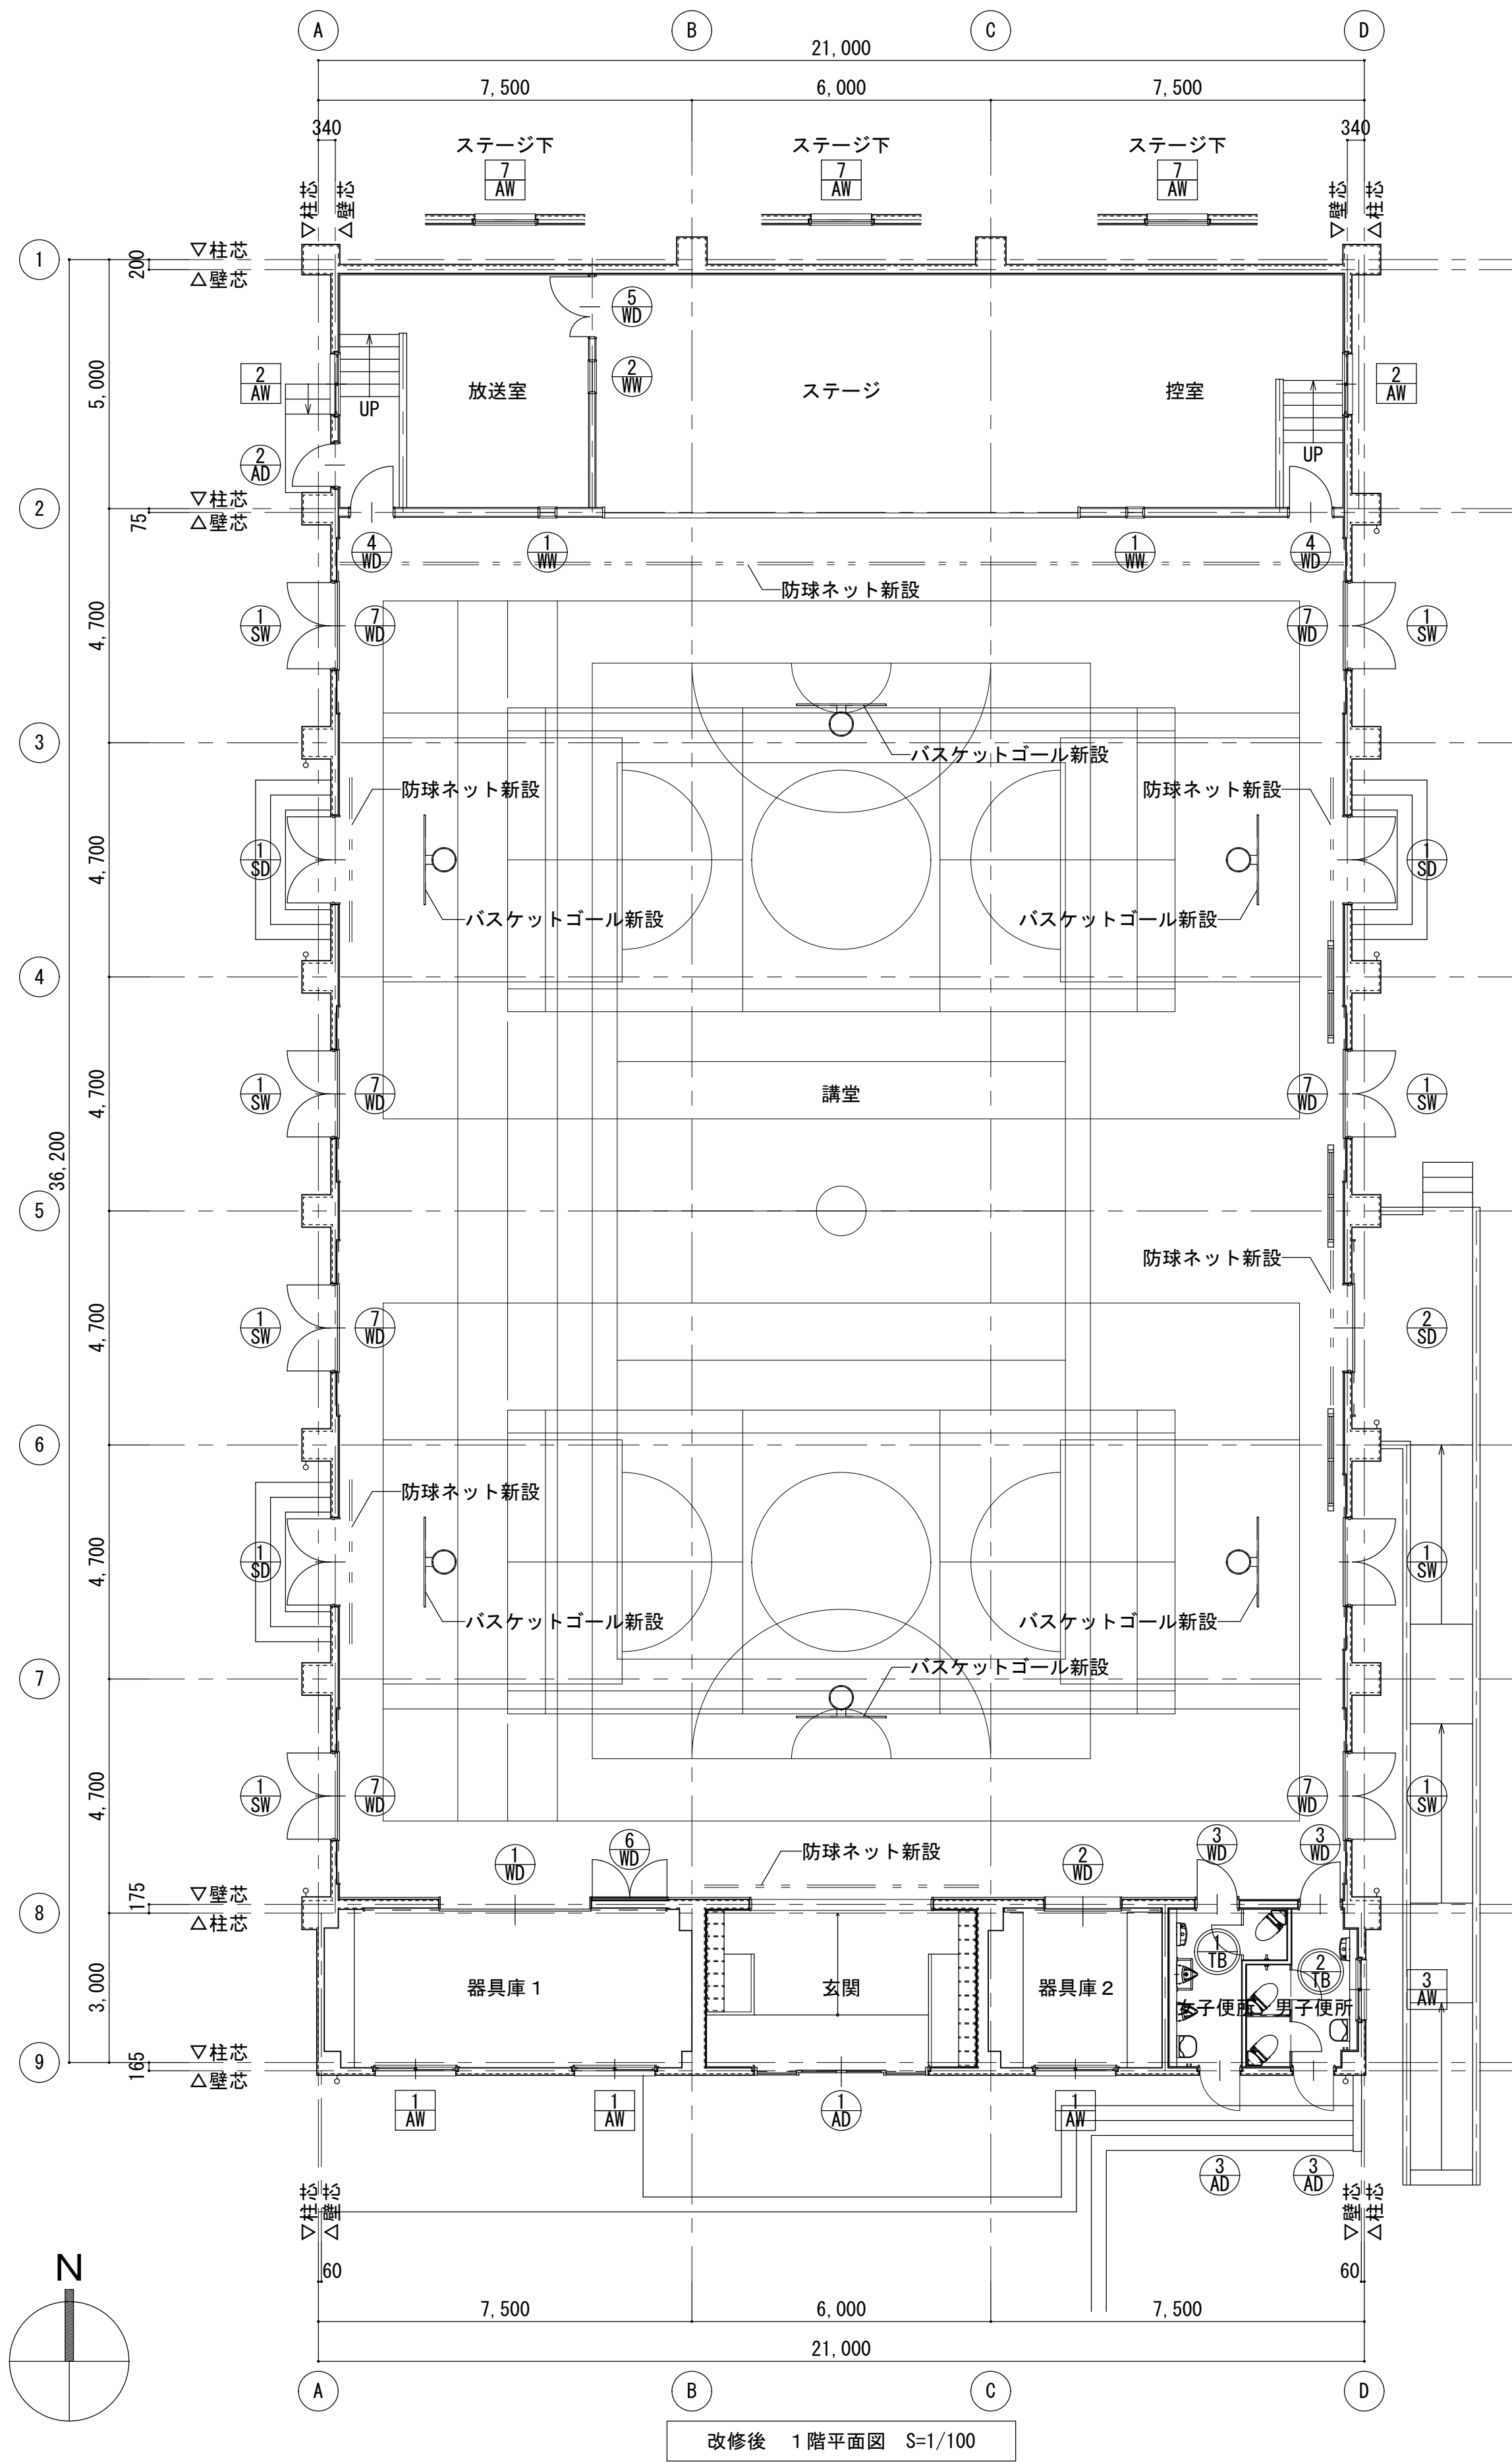 A B C D
21,000
7,500 6,000 7,500
340 340
ステージ下 ステージ下 ステージ下
7 AW 7 AW 7 AW
▽柱芯 △壁芯 ▽壁芯 △柱芯
1 200 ▽柱芯
△壁芯
5 WD
2 AW 2 WW 2 AW
5,000 放送室 ステージ 控室
UP
UP
2 AD
2 75 ▽柱芯
△壁芯
4 WD 1 WW 1 WW 4 WD
防球ネット新設
4,700 1 SW 7 WD 7 WD 1 SW
3
バスケットゴール新設
防球ネット新設 防球ネット新設
4,700 1 SD 1 SD
バスケットゴール新設 バスケットゴール新設
4
4,700 1 SW 7 WD 講堂 7 WD 1 SW
36,200
5
防球ネット新設
4,700 1 SW 7 WD 2 SD
6
防球ネット新設
4,700 1 SD 1 SW
バスケットゴール新設 バスケットゴール新設
バスケットゴール新設
7
4,700 1 SW 7 WD 7 WD 1 SW
1 WD 6 WD 防球ネット新設 2 WD 3 WD 3 WD
8 175 ▽壁芯
△柱芯
1 TB 2 TB
3,000 器具庫１ 玄関 器具庫２ 3 AW
女子便所 男子便所
9 165 ▽柱芯
△壁芯
1 AW 1 AW 1 AD 1 AW
3 AD 3 AD
▽柱芯 △壁芯 ▽壁芯 △柱芯
N
60 60
7,500 6,000 7,500
21,000
A B C D
改修後　１階平面図　S=1/100